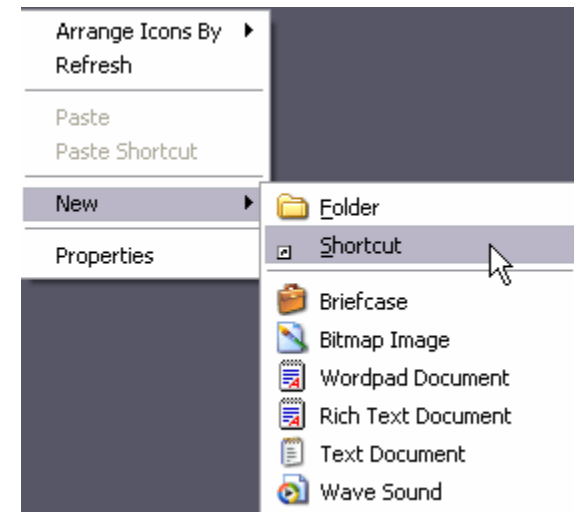 Arrange Icons By
Refresh
Paste
Paste Shortcut
New
Properties
Folder
Shortcut
Briefcase
Bitmap Image
Wordpad Document
Rich Text Document
Text Document
Wave Sound